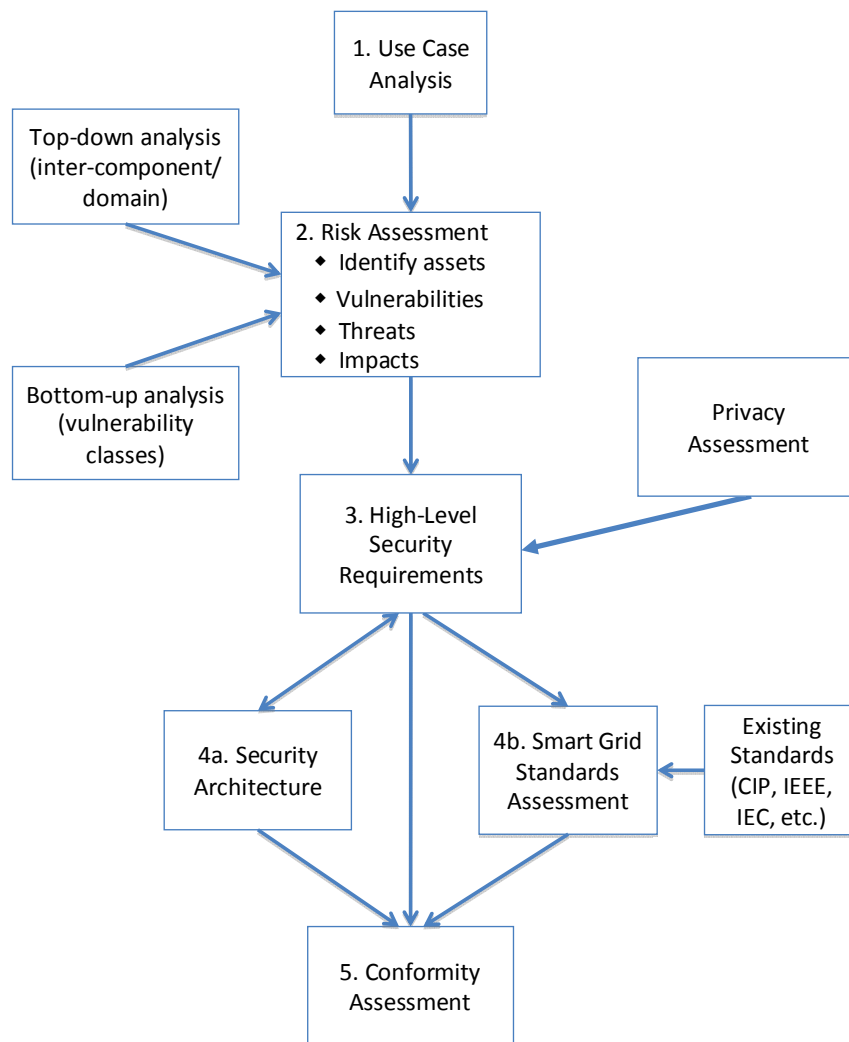 1. Use Case
Analysis
Top-down analysis
(inter-component/
domain)
2. Risk Assessment
◆ Identify assets
◆ Vulnerabilities
◆ Threats
◆ Impacts
Bottom-up analysis
(vulnerability
classes)
Privacy
Assessment
3. High-Level
Security
Requirements
4a. Security
Architecture
4b. Smart Grid
Standards
Assessment
Existing
Standards
(CIP, IEEE,
IEC, etc.)
5. Conformity
Assessment